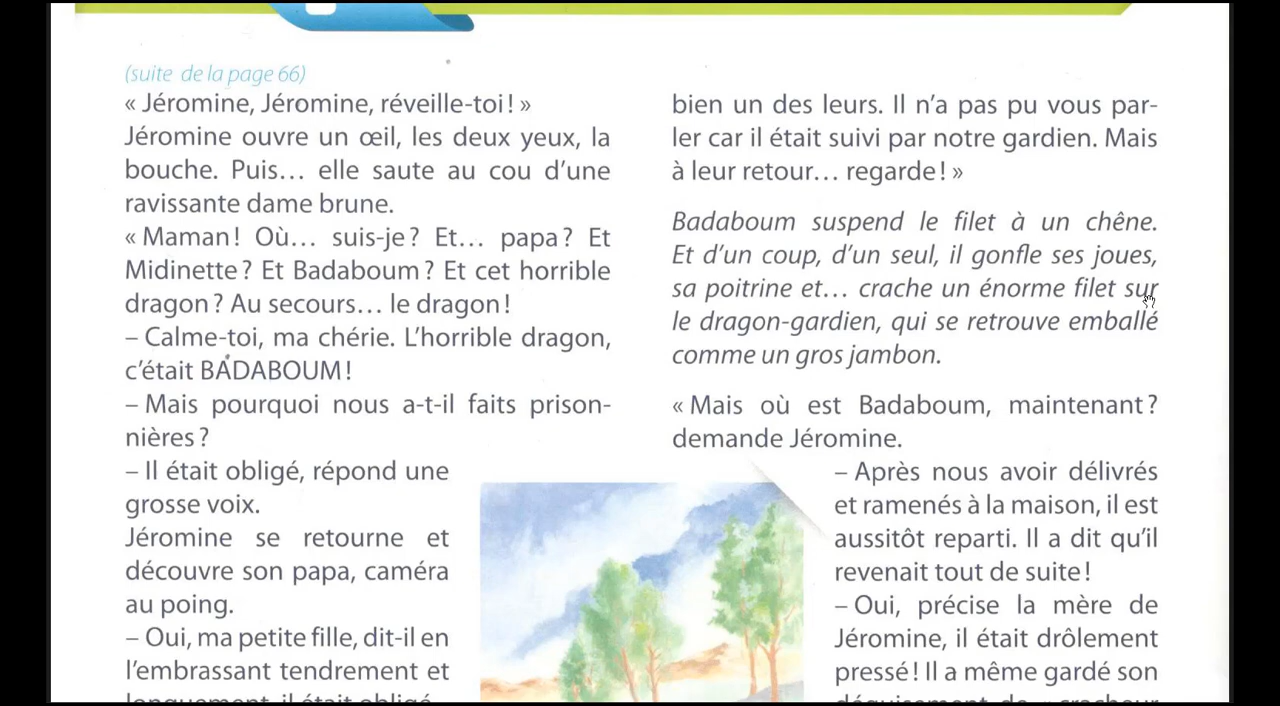 (suite de la page 66)
« Jéromine, Jéromine, réveille-toi ! »
Jéromine ouvre un œil, les deux yeux, la
bouche. Puis… elle saute au cou d’une
ravissante dame brune.
« Maman ! Où… suis-je ? Et… papa ? Et
Midinette ? Et Badaboum ? Et cet horrible
dragon ? Au secours… le dragon !
– Calme-toi, ma chérie. L’horrible dragon,
c’était BADABOUM !
– Mais pourquoi nous a-t-il faits prison-
nières ?
– Il était obligé, répond une
grosse voix.
Jéromine se retourne et
découvre son papa, caméra
au poing.
– Oui, ma petite fille, dit-il en
l’embrassant tendrement et
longuement, il était obligé
bien un des leurs. Il n’a pas pu vous par-
ler car il était suivi par notre gardien. Mais
à leur retour… regarde ! »
Badaboum suspend le filet à un chêne.
Et d’un coup, d’un seul, il gonfle ses joues,
sa poitrine et… crache un énorme filet sur
le dragon-gardien, qui se retrouve emballé
comme un gros jambon.
« Mais où est Badaboum, maintenant ?
demande Jéromine.
– Après nous avoir délivrés
et ramenés à la maison, il est
aussitôt reparti. Il a dit qu’il
revenait tout de suite !
– Oui, précise la mère de
Jéromine, il était drôlement
pressé ! Il a même gardé son
déguisement de « cracheur